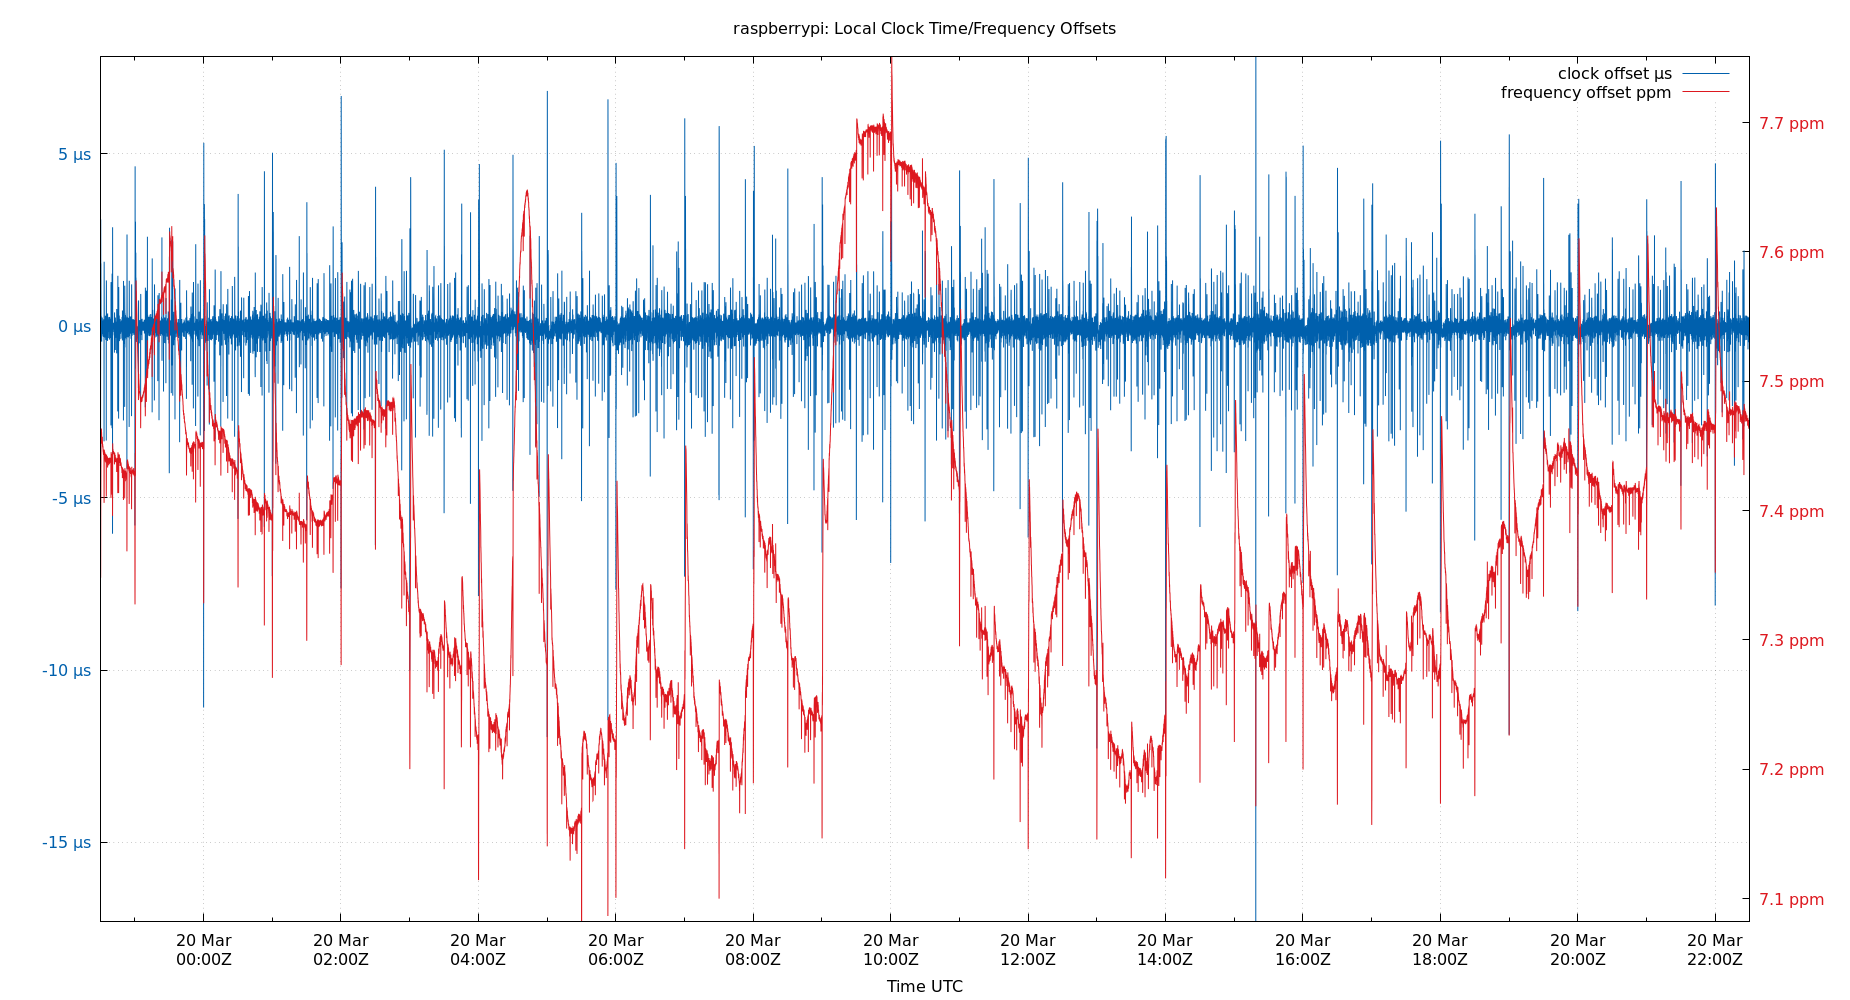 raspberrypi: Local Clock Time/Frequency Offsets
clock offset µs
frequency offset ppm
5 µs
0 µs
-5 µs
-10 µs
-15 µs
7.7 ppm
7.6 ppm
7.5 ppm
7.4 ppm
7.3 ppm
7.2 ppm
7.1 ppm
20 Mar 20 Mar 20 Mar 20 Mar 20 Mar 20 Mar 20 Mar 20 Mar 20 Mar 20 Mar 20 Mar 20 Mar
00:00Z 02:00Z 04:00Z 06:00Z 08:00Z 10:00Z 12:00Z 14:00Z 16:00Z 18:00Z 20:00Z 22:00Z
Time UTC